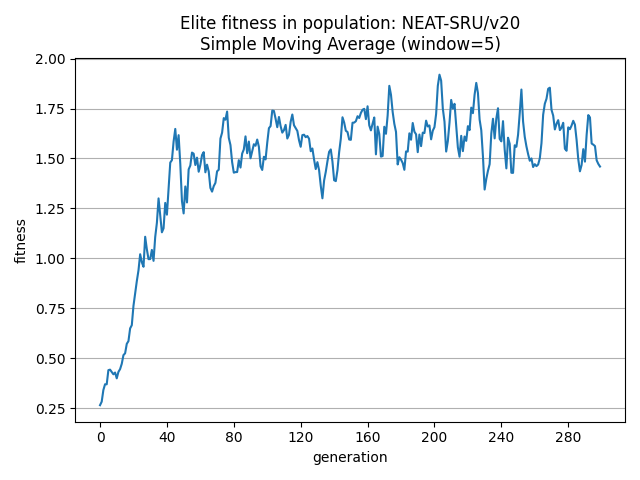 Elite fitness in population: NEAT-SRU/v20
Simple Moving Average (window=5)
2.00
1.75
1.50
1.25
1.00
0.75
0.50
0.25
fitness
0 40 80 120 160 200 240 280
generation